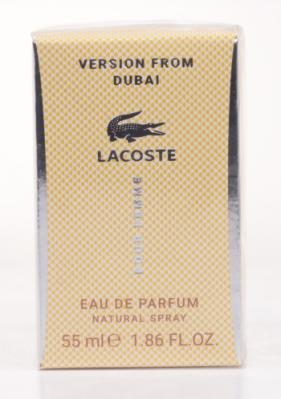 VERSION FROM
DUBAI
LACOSTE
POUR FEMME
EAU DE PARFUM
NATURAL SPRAY
55 ml ℮ 1.86 FL.OZ.